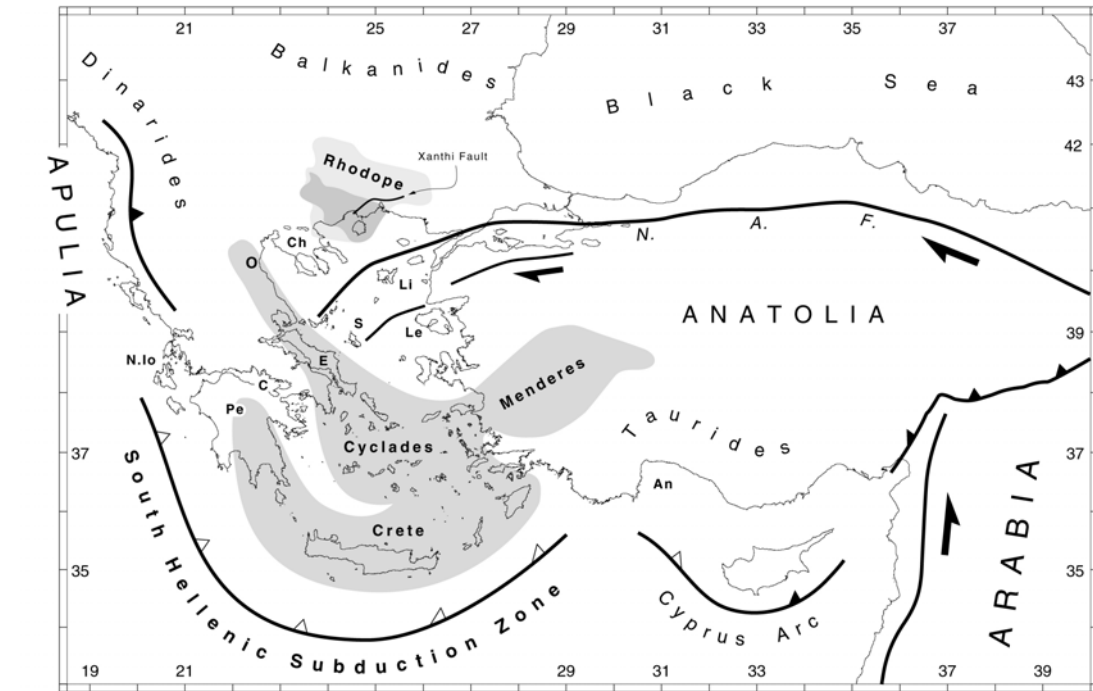 21 25 29 31 35 37
Dinarides
Balkanides
Black Sea
43
42
APULIA
Rhodope
Xanthi Fault
Ch
O
N. A. F.
Li
ANATOLIA
S
Le
39
N.Io
E
C
Menderes
Pe
Taurides
37
Cyclades
37
An
Crete
35
35
South Hellenic Subduction Zone
Cyprus Arc
ARABIA
19 21 29 31 33 37 39